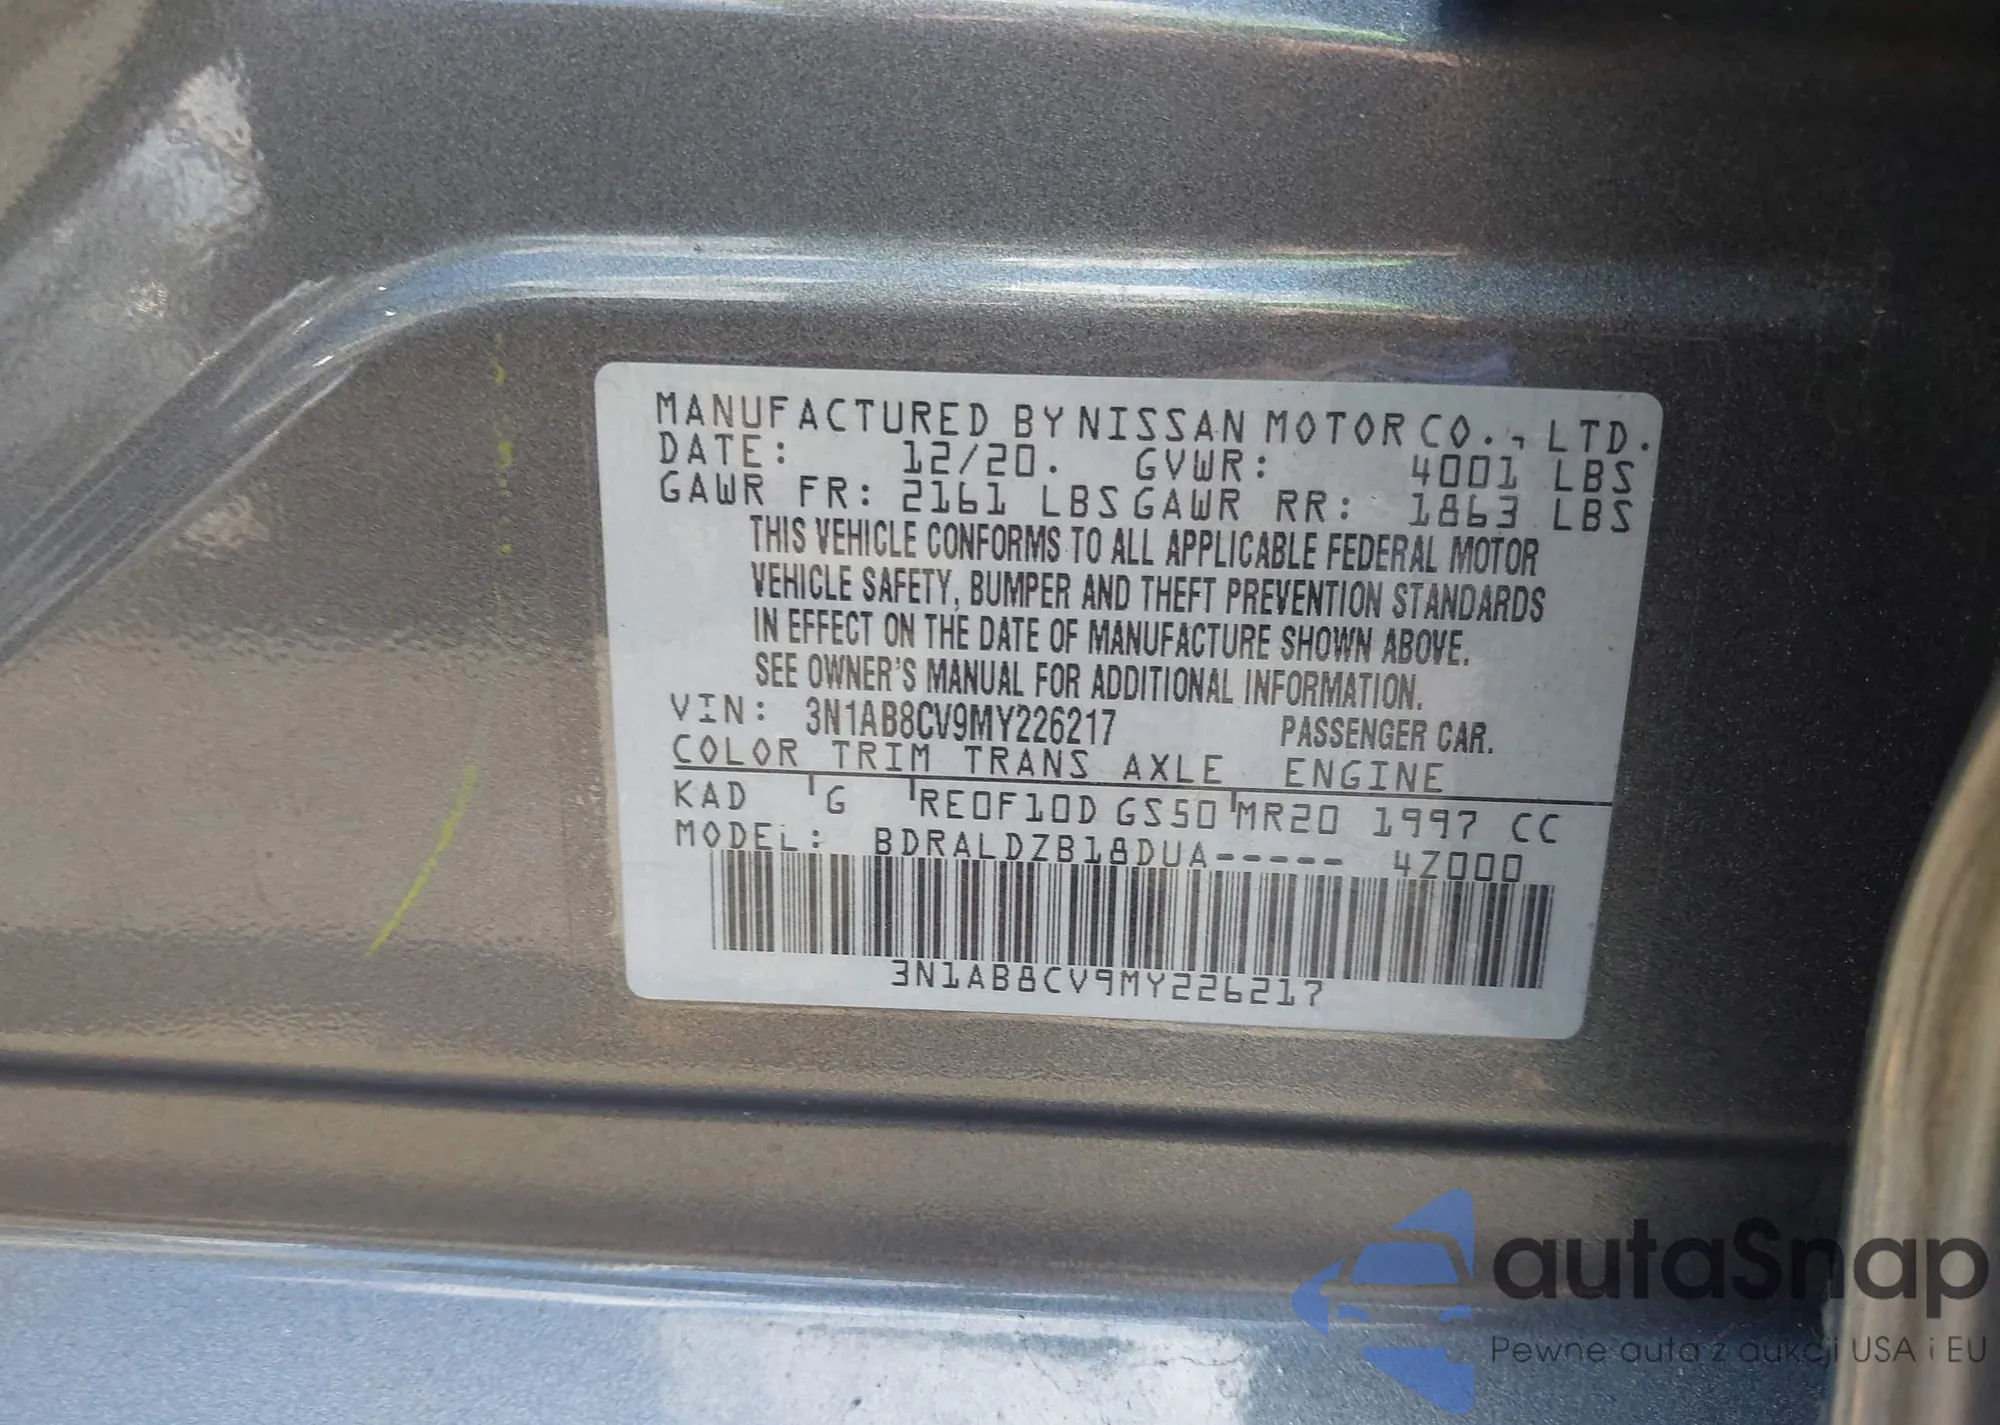 MANUFACTURED BY NISSAN MOTOR CO., LTD.
DATE: 12/20. GVWR: 4001 LBS
GAWR FR: 2161 LBS GAWR RR: 1863 LBS
THIS VEHICLE CONFORMS TO ALL APPLICABLE FEDERAL MOTOR
VEHICLE SAFETY, BUMPER AND THEFT PREVENTION STANDARDS
IN EFFECT ON THE DATE OF MANUFACTURE SHOWN ABOVE.
SEE OWNER'S MANUAL FOR ADDITIONAL INFORMATION.
VIN: 3N1AB8CV9MY226217 PASSENGER CAR.
COLOR TRIM TRANS AXLE ENGINE
KAD G RE0F10D GS50 MR20 1997 CC
MODEL: BDRALDZB18DUA----- 4Z000
3N1AB8CV9MY226217
autaSnap
Pewne auta z aukcji USA i EU